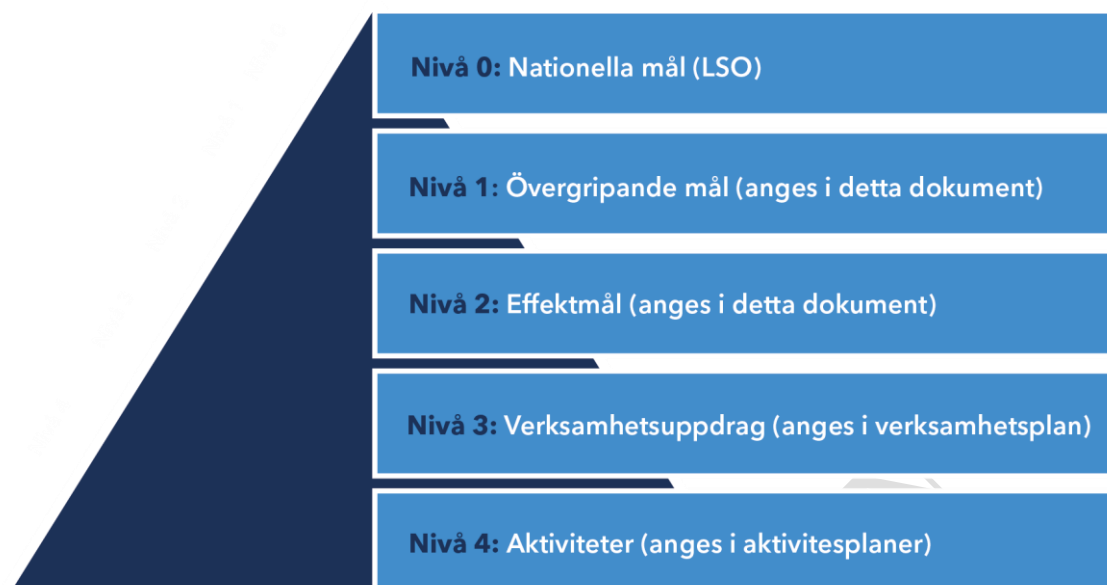 Nivå 0: Nationella mål (LSO)
Nivå 1: Övergripande mål (anges i detta dokument)
Nivå 2: Effektmål (anges i detta dokument)
Nivå 3: Verksamhetsuppdrag (anges i verksamhetsplan)
Nivå 4: Aktiviteter (anges i aktivitesplaner)